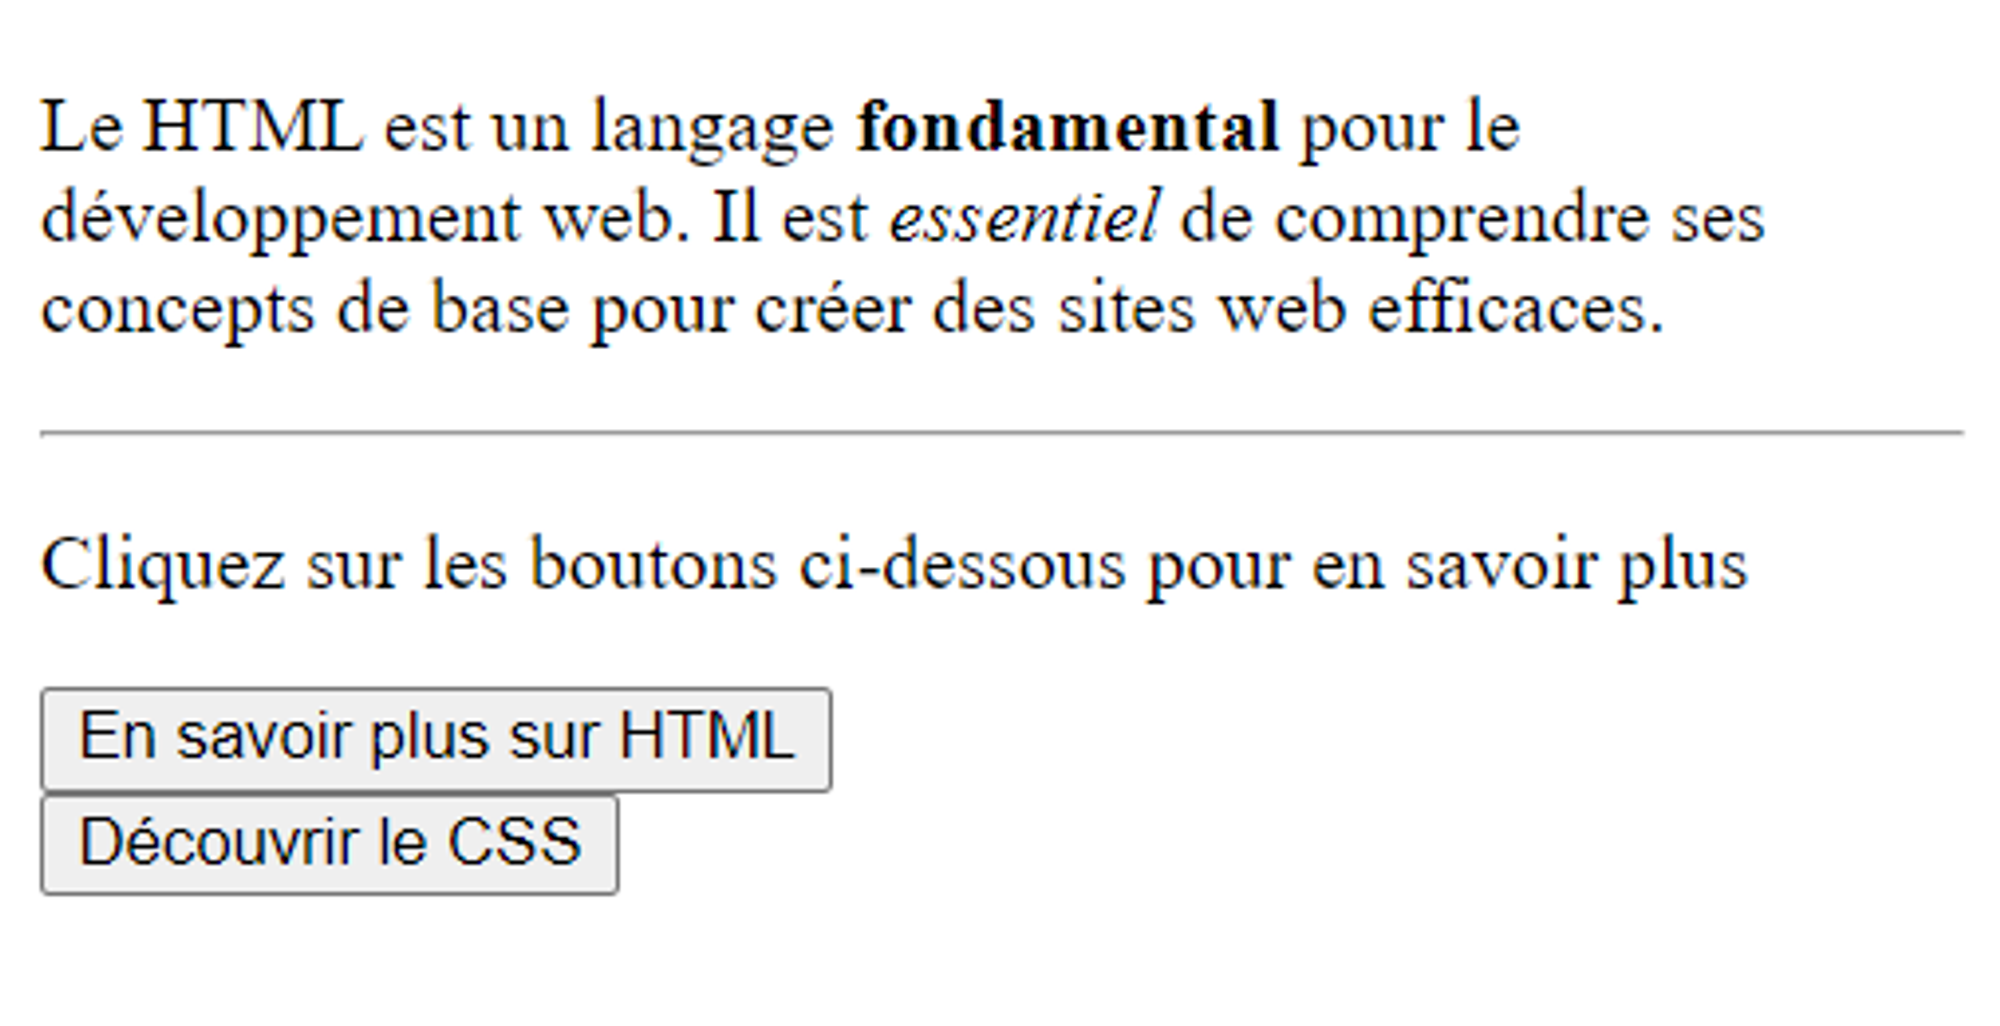 Le HTML est un langage fondamental pour le
développement web. Il est essentiel de comprendre ses
concepts de base pour créer des sites web efficaces.
Cliquez sur les boutons ci-dessous pour en savoir plus
En savoir plus sur HTML
Découvrir le CSS